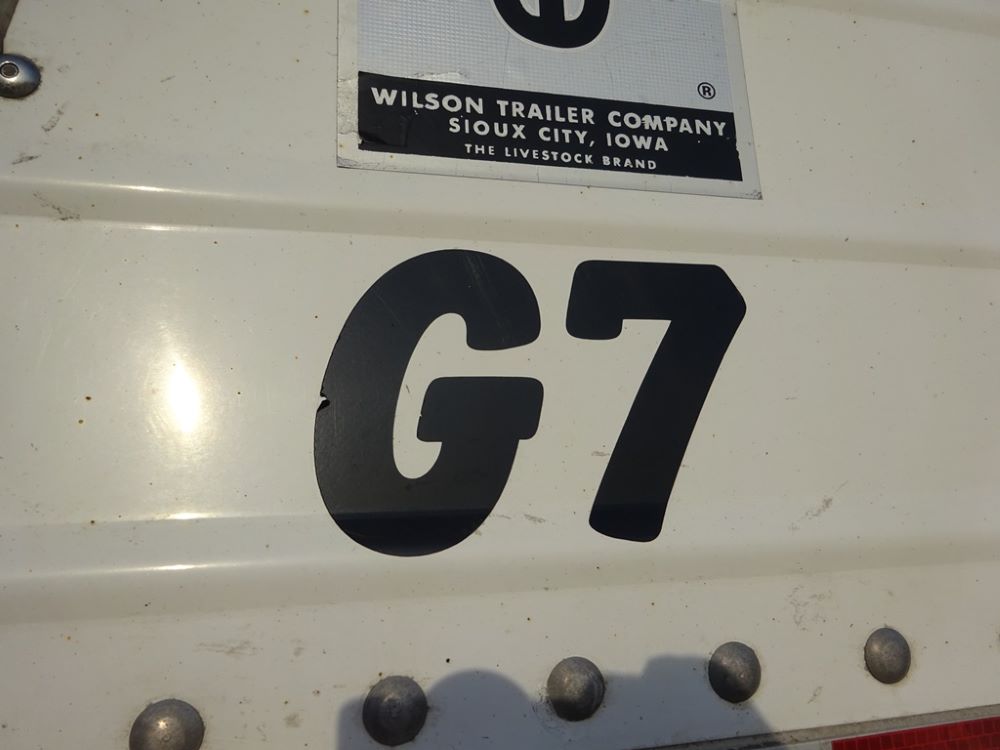 ®
WILSON TRAILER COMPANY
SIOUX CITY, IOWA
THE LIVESTOCK BRAND
G7